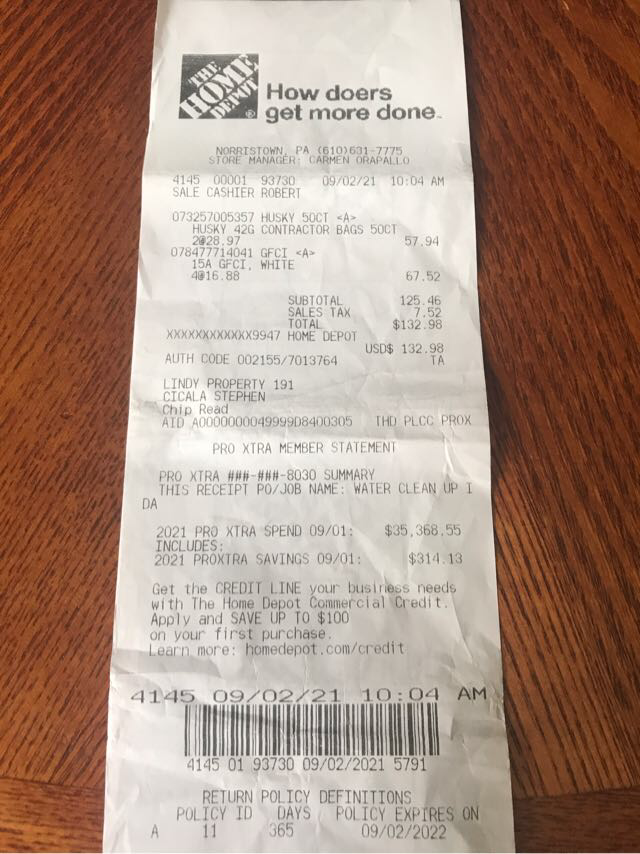 THE
HOME
DEPOT
How doers
get more done.
NORRISTOWN, PA (610)631-7775
STORE MANAGER: CARMEN ORAPALLO
4145 00001 93730 09/02/21 10:04 AM
SALE CASHIER ROBERT
073257005357 HUSKY 50CT <A>
HUSKY 42G CONTRACTOR BAGS 50CT
2@28.97 57.94
078477714041 GFCI <A>
15A GFCI, WHITE
4@16.88 67.52
SUBTOTAL 125.46
SALES TAX 7.52
TOTAL $132.98
XXXXXXXXXXXX9947 HOME DEPOT
USD$ 132.98
AUTH CODE 002155/7013764 TA
LINDY PROPERTY 191
CICALA STEPHEN
Chip Read
AID A0000000049999D8400305 THD PLCC PROX
PRO XTRA MEMBER STATEMENT
PRO XTRA ###-###-8030 SUMMARY
THIS RECEIPT PO/JOB NAME: WATER CLEAN UP I
DA
2021 PRO XTRA SPEND 09/01: $35,368.55
INCLUDES:
2021 PROXTRA SAVINGS 09/01: $314.13
Get the CREDIT LINE your business needs
with The Home Depot Commercial Credit.
Apply and SAVE UP TO $100
on your first purchase.
Learn more: homedepot.com/credit
4145 09/02/21 10:04 AM
4145 01 93730 09/02/2021 5791
RETURN POLICY DEFINITIONS
POLICY ID DAYS POLICY EXPIRES ON
A 11 365 09/02/2022